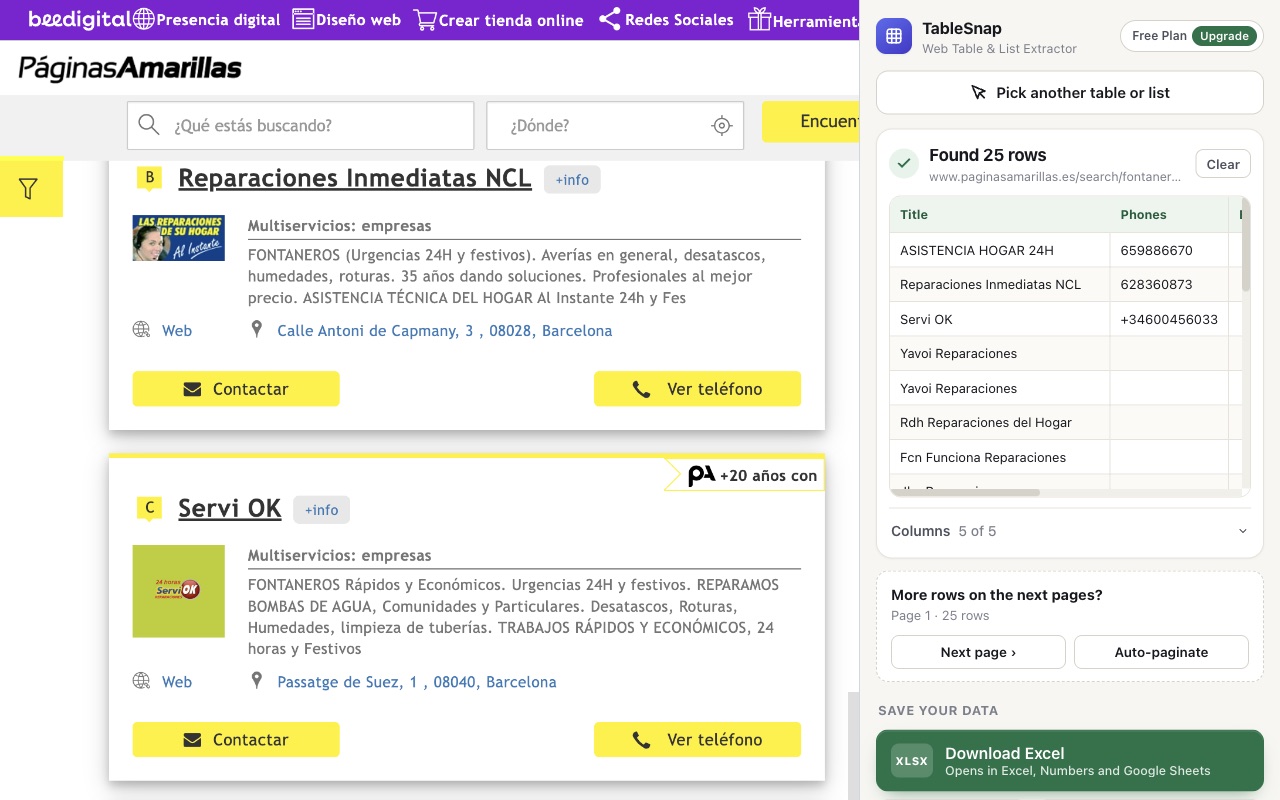 beedigital
Presencia digital
Diseño web
Crear tienda online
Redes Sociales
Herramienta
PáginasAmarillas
¿Qué estás buscando?
¿Dónde?
Encuen
B
Reparaciones Inmediatas NCL
+info
LAS REPARACIONES
DE SU HOGAR
Al Instante
Multiservicios: empresas
FONTANEROS (Urgencias 24H y festivos). Averías en general, desatascos,
humedades, roturas. 35 años dando soluciones. Profesionales al mejor
precio. ASISTENCIA TÉCNICA DEL HOGAR Al Instante 24h y Fes
Web
Calle Antoni de Capmany, 3 , 08028, Barcelona
Contactar
Ver teléfono
pa +20 años con
C
Servi OK
+info
24 horas
Servi OK
Multiservicios: empresas
FONTANEROS Rápidos y Económicos. Urgencias 24H y festivos. REPARAMOS
BOMBAS DE AGUA, Comunidades y Particulares. Desatascos, Roturas,
Humedades, limpieza de tuberías. TRABAJOS RÁPIDOS Y ECONÓMICOS, 24
horas y Festivos
Web
Passatge de Suez, 1 , 08040, Barcelona
Contactar
Ver teléfono
TableSnap
Web Table & List Extractor
Free Plan
Upgrade
Pick another table or list
Found 25 rows
www.paginasamarillas.es/search/fontaner...
Clear
Title Phones
ASISTENCIA HOGAR 24H 659886670
Reparaciones Inmediatas NCL 628360873
Servi OK +34600456033
Yavoi Reparaciones
Yavoi Reparaciones
Rdh Reparaciones del Hogar
Fcn Funciona Reparaciones
Columns 5 of 5
More rows on the next pages?
Page 1 · 25 rows
Next page ›
Auto-paginate
SAVE YOUR DATA
XLSX
Download Excel
Opens in Excel, Numbers and Google Sheets